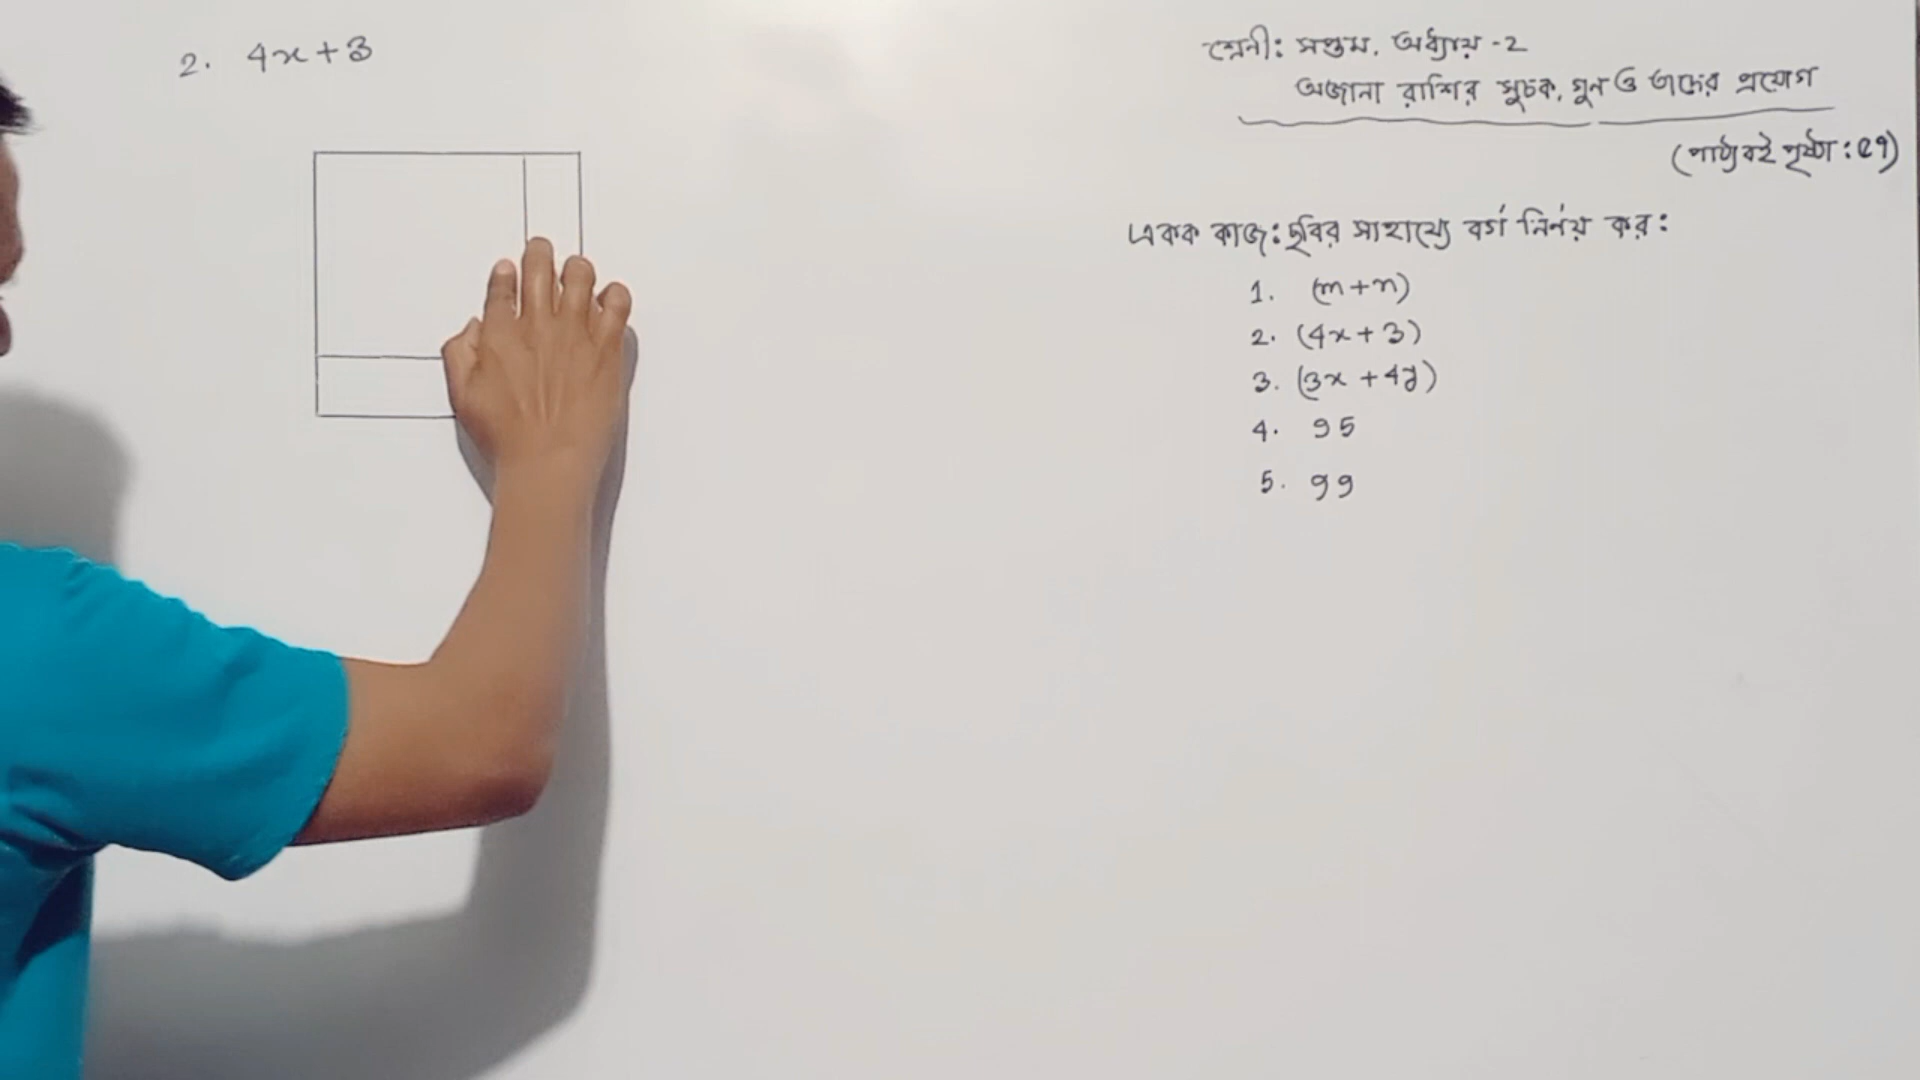 2. 4x+3
শ্রেনী: সপ্তম, অধ্যায় -2
অজানা রাশির সূচক, গুন ও তাদের প্রয়োগ
(পাঠ্যবই পৃষ্ঠা: ৫৭)
একক কাজ: ছবির সাহায্যে বর্গ নির্ণয় কর:
1. (m+n)
2. (4x+3)
3. (3x+4y)
4. 95
5. 99